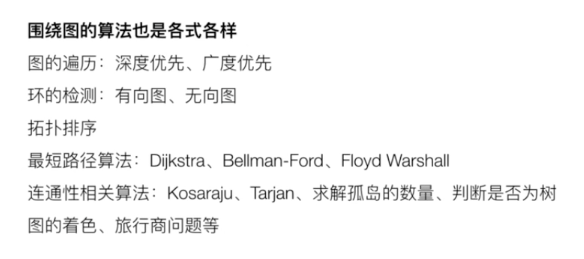 围绕图的算法也是各式各样
图的遍历：深度优先、广度优先
环的检测：有向图、无向图
拓扑排序
最短路径算法：Dijkstra、Bellman-Ford、Floyd Warshall
连通性相关算法：Kosaraju、Tarjan、求解孤岛的数量、判断是否为树
图的着色、旅行商问题等